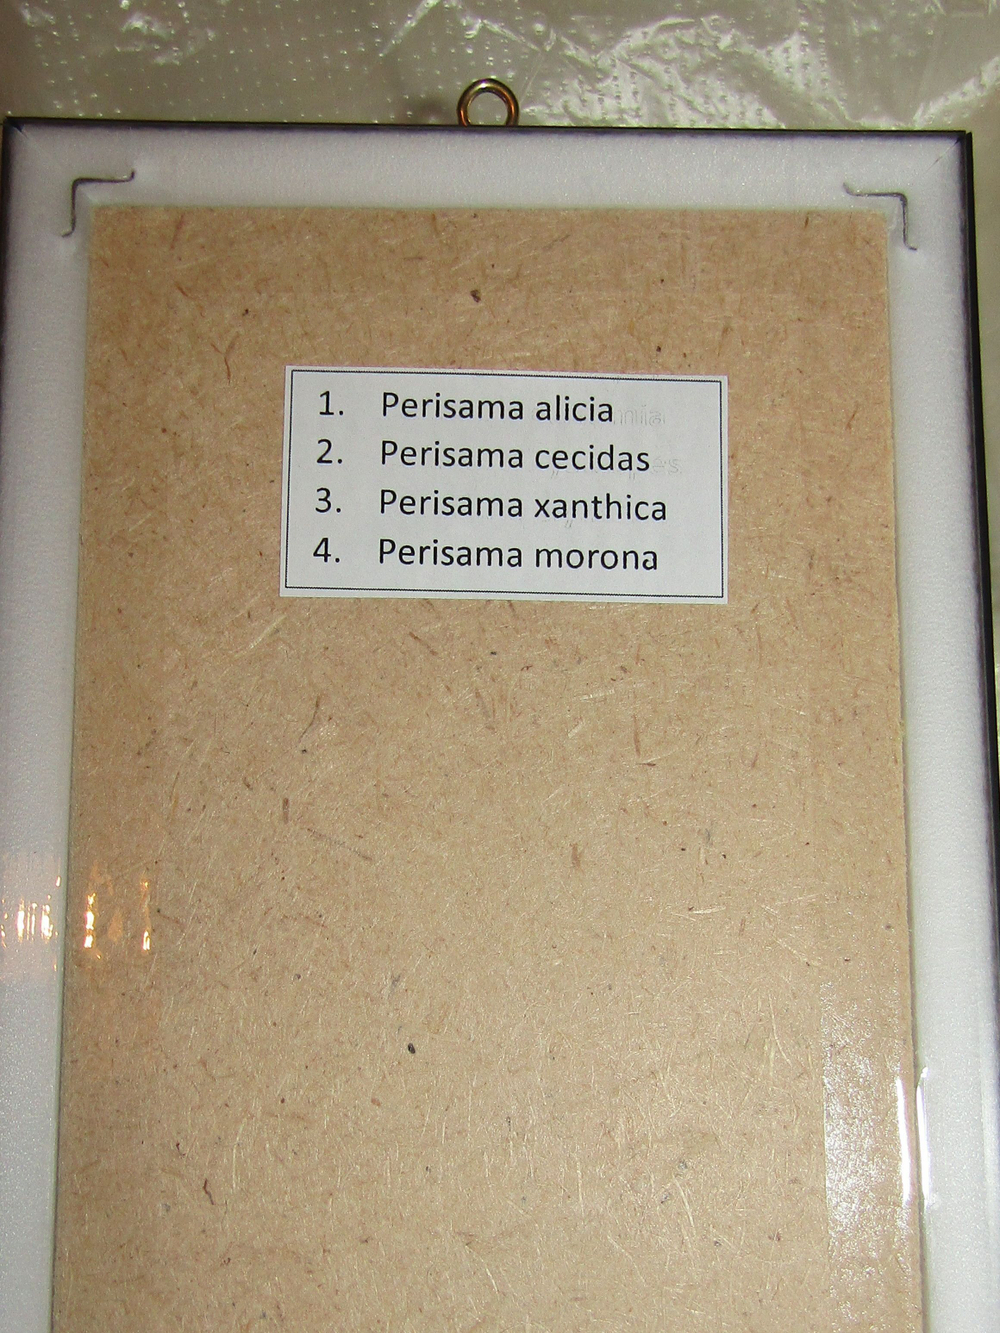 1. Perisama alicia
2. Perisama cecidas
3. Perisama xanthica
4. Perisama morona